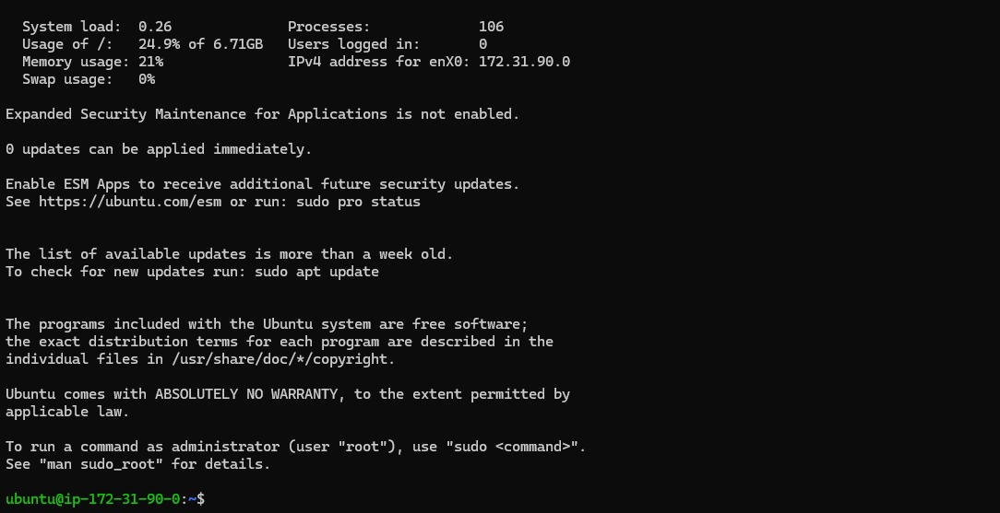 System load:  0.26              Processes:             106
Usage of /:   24.9% of 6.71GB   Users logged in:       0
Memory usage: 21%               IPv4 address for enX0: 172.31.90.0
Swap usage:   0%
Expanded Security Maintenance for Applications is not enabled.
0 updates can be applied immediately.
Enable ESM Apps to receive additional future security updates.
See https://ubuntu.com/esm or run: sudo pro status
The list of available updates is more than a week old.
To check for new updates run: sudo apt update
The programs included with the Ubuntu system are free software;
the exact distribution terms for each program are described in the
individual files in /usr/share/doc/*/copyright.
Ubuntu comes with ABSOLUTELY NO WARRANTY, to the extent permitted by
applicable law.
To run a command as administrator (user "root"), use "sudo <command>".
See "man sudo_root" for details.
ubuntu@ip-172-31-90-0:~$